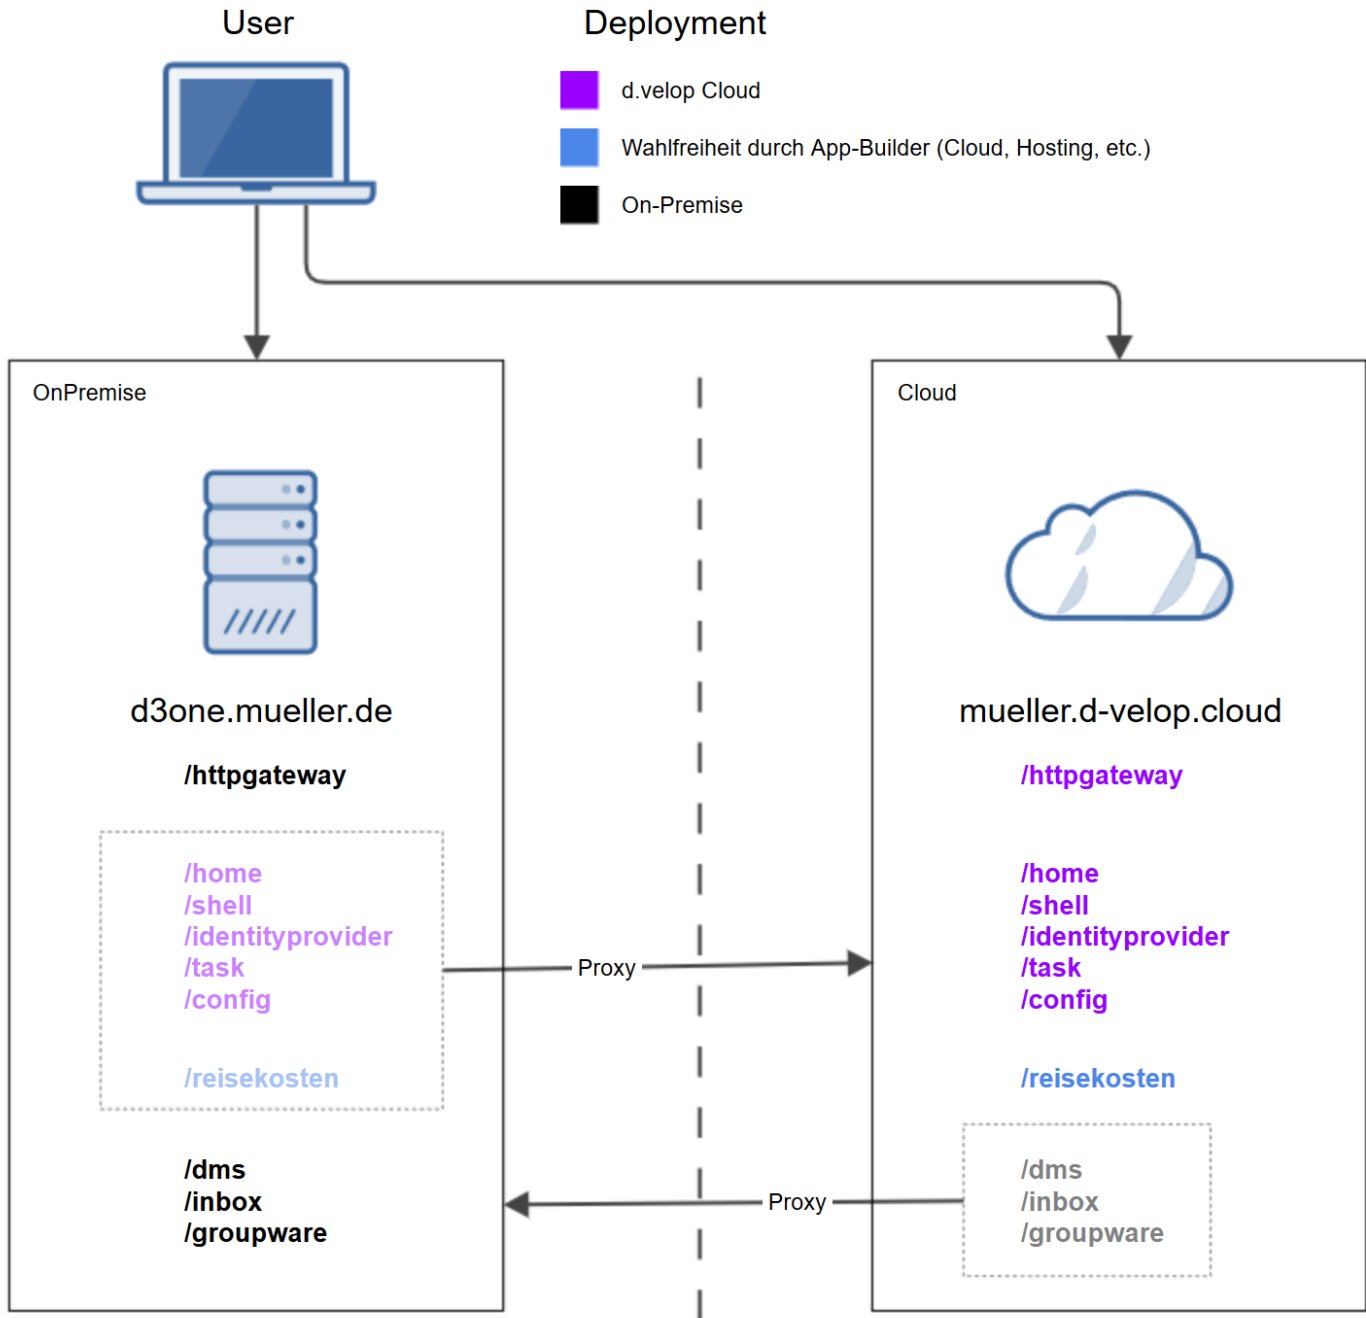 User
Deployment
d.velop Cloud
Wahlfreiheit durch App-Builder (Cloud, Hosting, etc.)
On-Premise
OnPremise
d3one.mueller.de
/httpgateway
/home
/shell
/identityprovider
/task
/config
/reisekosten
/dms
/inbox
/groupware
Proxy
Proxy
Cloud
mueller.d-velop.cloud
/httpgateway
/home
/shell
/identityprovider
/task
/config
/reisekosten
/dms
/inbox
/groupware